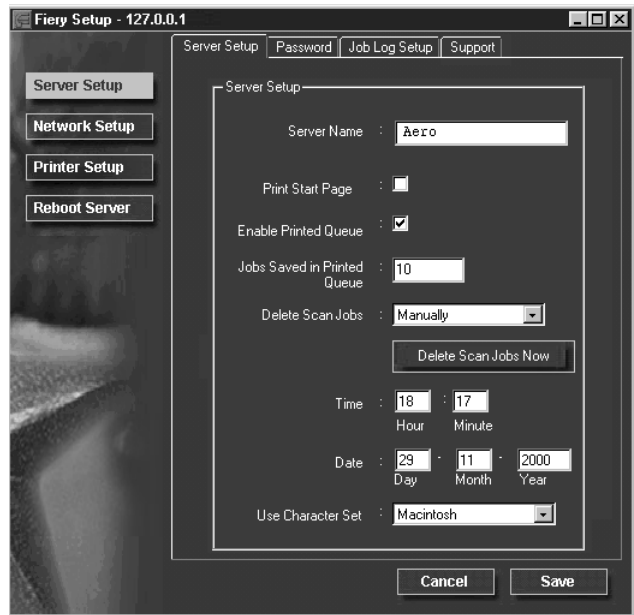 Fiery Setup - 127.0.0.1
Server Setup
Network Setup
Printer Setup
Reboot Server
Server Setup Password Job Log Setup Support
Server Setup
Server Name : Aero
Print Start Page :
Enable Printed Queue :
Jobs Saved in Printed : 10
Queue
Delete Scan Jobs : Manually
Delete Scan Jobs Now
Time : 18 : 17
Hour Minute
Date : 29 - 11 - 2000
Day Month Year
Use Character Set : Macintosh
Cancel Save